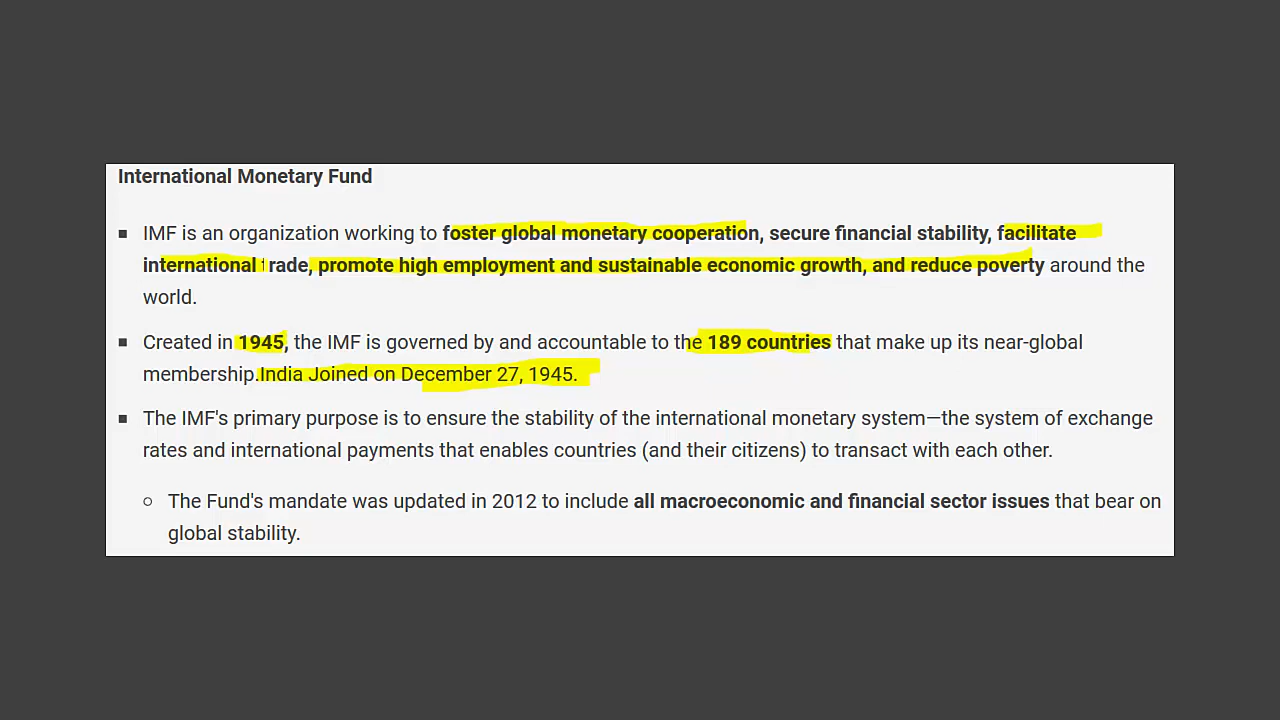 International Monetary Fund
▪ IMF is an organization working to foster global monetary cooperation, secure financial stability, facilitate
international trade, promote high employment and sustainable economic growth, and reduce poverty around the
world.
▪ Created in 1945, the IMF is governed by and accountable to the 189 countries that make up its near-global
membership.India Joined on December 27, 1945.
▪ The IMF's primary purpose is to ensure the stability of the international monetary system—the system of exchange
rates and international payments that enables countries (and their citizens) to transact with each other.
○ The Fund's mandate was updated in 2012 to include all macroeconomic and financial sector issues that bear on
global stability.